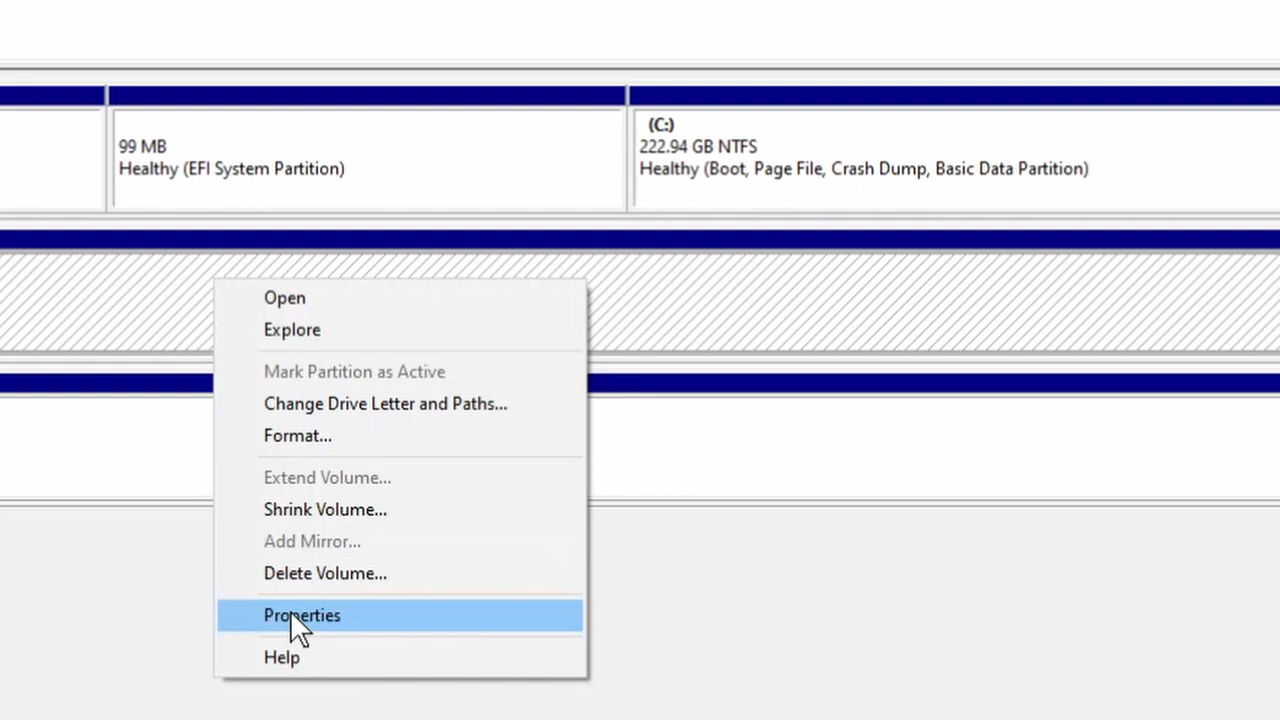 99 MB
Healthy (EFI System Partition)
(C:)
222.94 GB NTFS
Healthy (Boot, Page File, Crash Dump, Basic Data Partition)
Open
Explore
Mark Partition as Active
Change Drive Letter and Paths...
Format...
Extend Volume...
Shrink Volume...
Add Mirror...
Delete Volume...
Properties
Help